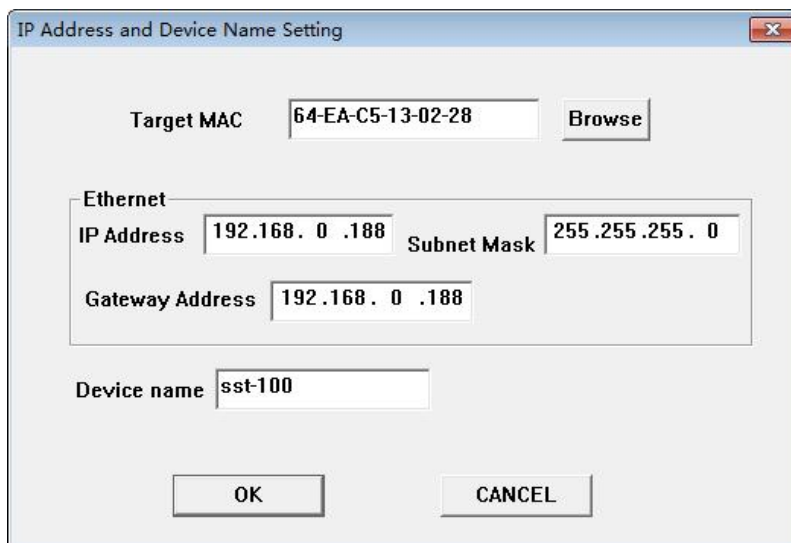 IP Address and Device Name Setting
Target MAC 64-EA-C5-13-02-28 Browse
Ethernet
IP Address 192.168. 0 .188 Subnet Mask 255.255.255. 0
Gateway Address 192.168. 0 .188
Device name sst-100
OK CANCEL